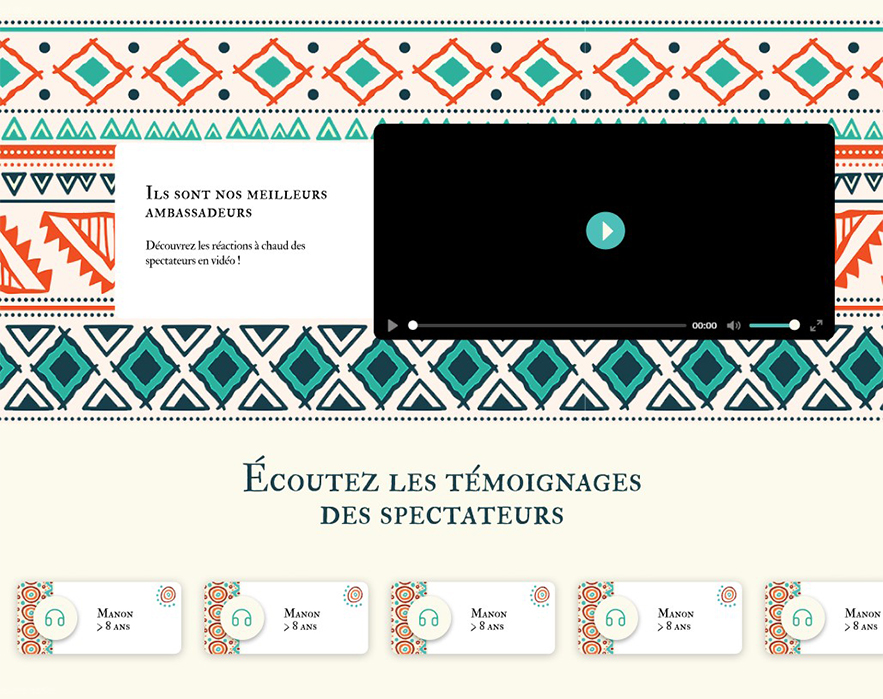 Ils sont nos meilleurs
ambassadeurs
Découvrez les réactions à chaud des
spectateurs en vidéo !
00:00
Écoutez les témoignages
des spectateurs
Manon
> 8 ans
Manon
> 8 ans
Manon
> 8 ans
Manon
> 8 ans
Manon
> 8 ans